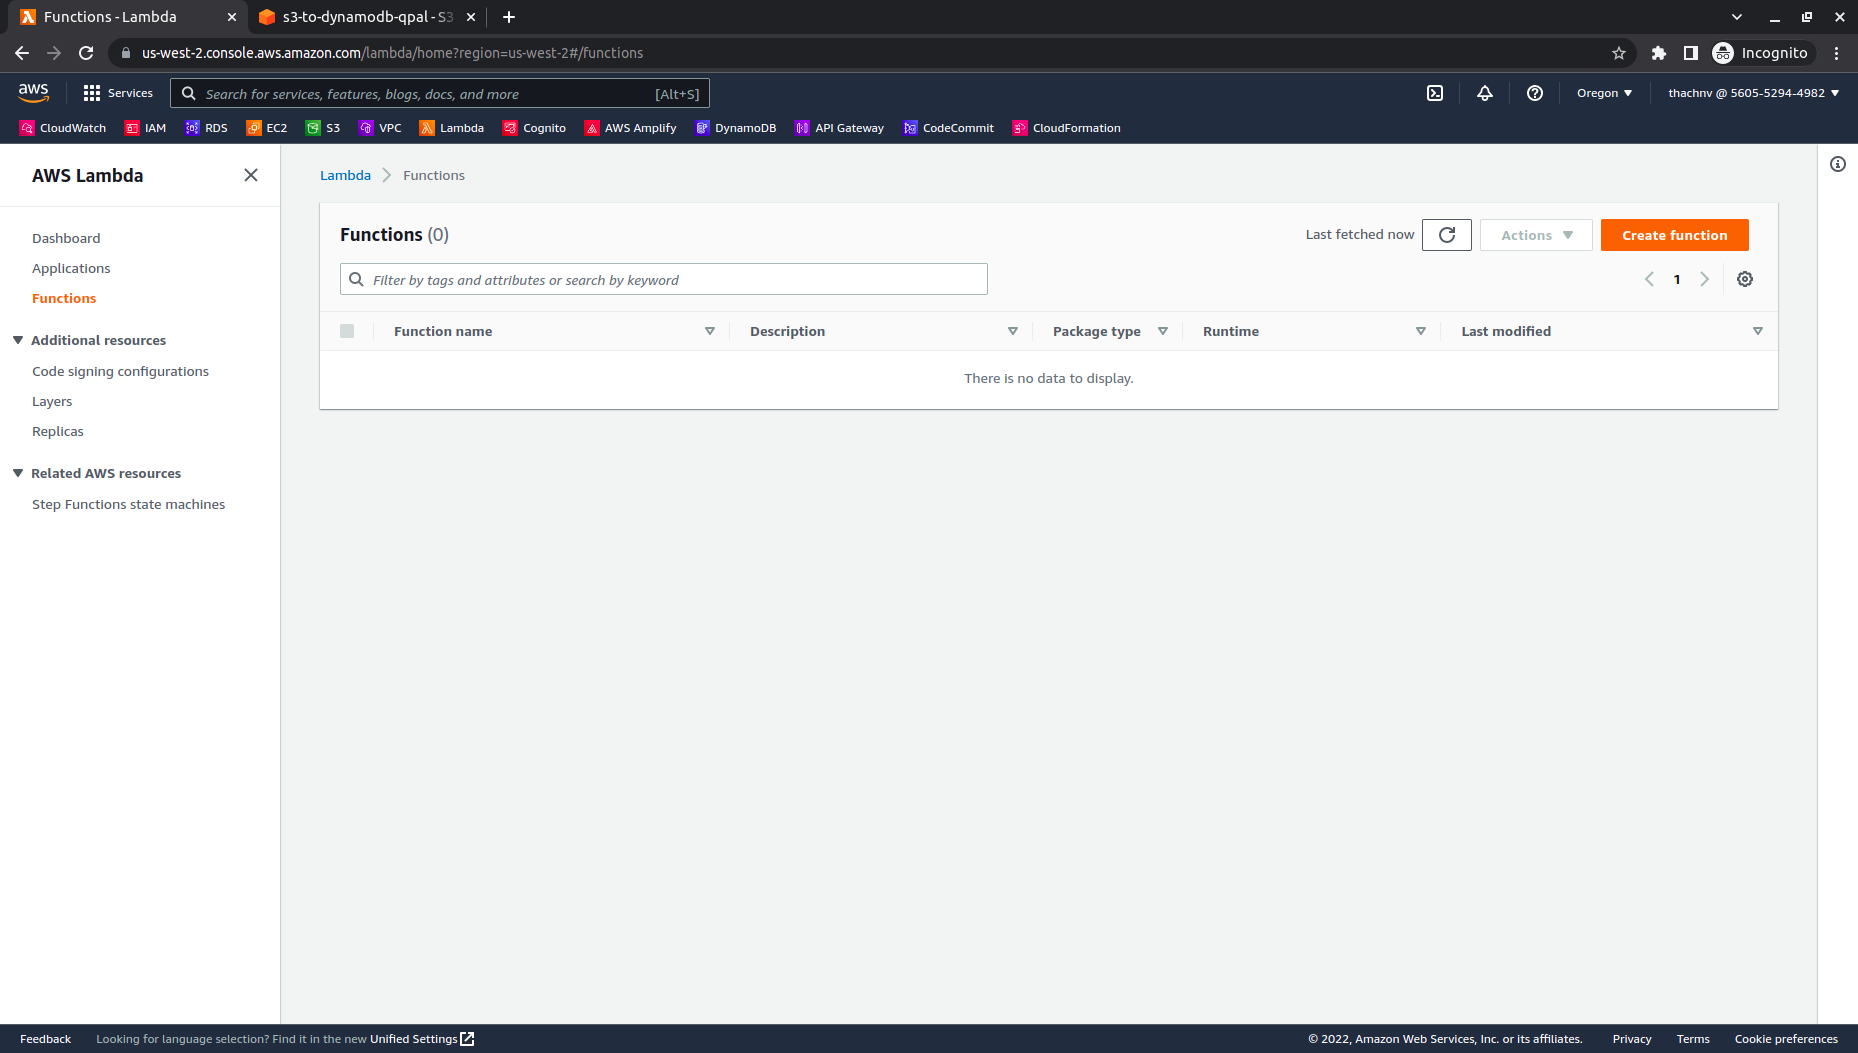 Functions - Lambda
s3-to-dynamodb-qpal - S3
us-west-2.console.aws.amazon.com/lambda/home?region=us-west-2#/functions
Incognito
aws
Services
Search for services, features, blogs, docs, and more
[Alt+S]
Oregon
thachnv @ 5605-5294-4982
CloudWatch IAM RDS EC2 S3 VPC Lambda Cognito AWS Amplify DynamoDB API Gateway CodeCommit CloudFormation
AWS Lambda
Dashboard
Applications
Functions
Additional resources
Code signing configurations
Layers
Replicas
Related AWS resources
Step Functions state machines
Lambda Functions
Functions (0)
Last fetched now
Actions
Create function
Filter by tags and attributes or search by keyword
1
Function name Description Package type Runtime Last modified
There is no data to display.
Feedback
Looking for language selection? Find it in the new Unified Settings
© 2022, Amazon Web Services, Inc. or its affiliates.
Privacy
Terms
Cookie preferences